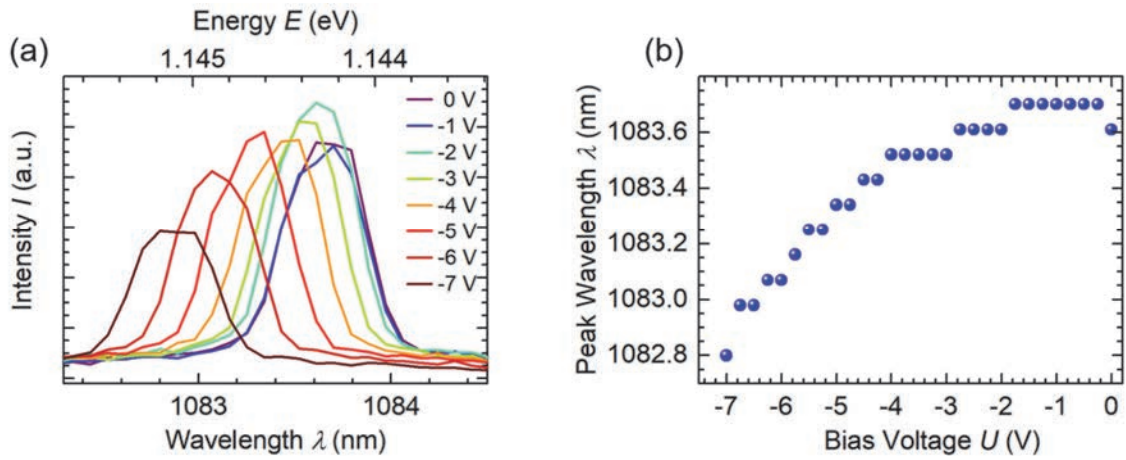 (a)
Energy E (eV)
1.145 1.144
Intensity I (a.u.)
0 V
-1 V
-2 V
-3 V
-4 V
-5 V
-6 V
-7 V
1083 1084
Wavelength λ (nm)
(b)
Peak Wavelength λ (nm)
1083.6
1083.4
1083.2
1083.0
1082.8
-7 -6 -5 -4 -3 -2 -1 0
Bias Voltage U (V)